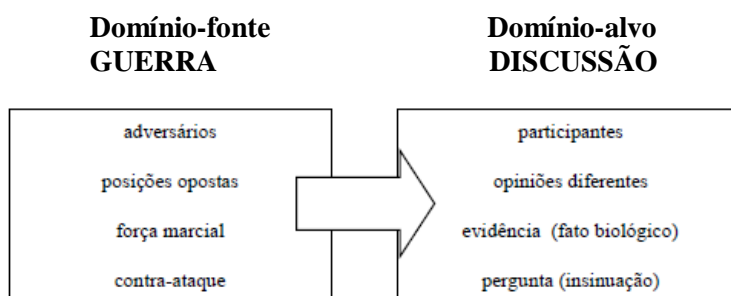 Domínio-fonte
GUERRA
adversários
posições opostas
força marcial
contra-ataque
Domínio-alvo
DISCUSSÃO
participantes
opiniões diferentes
evidência (fato biológico)
pergunta (insinuação)